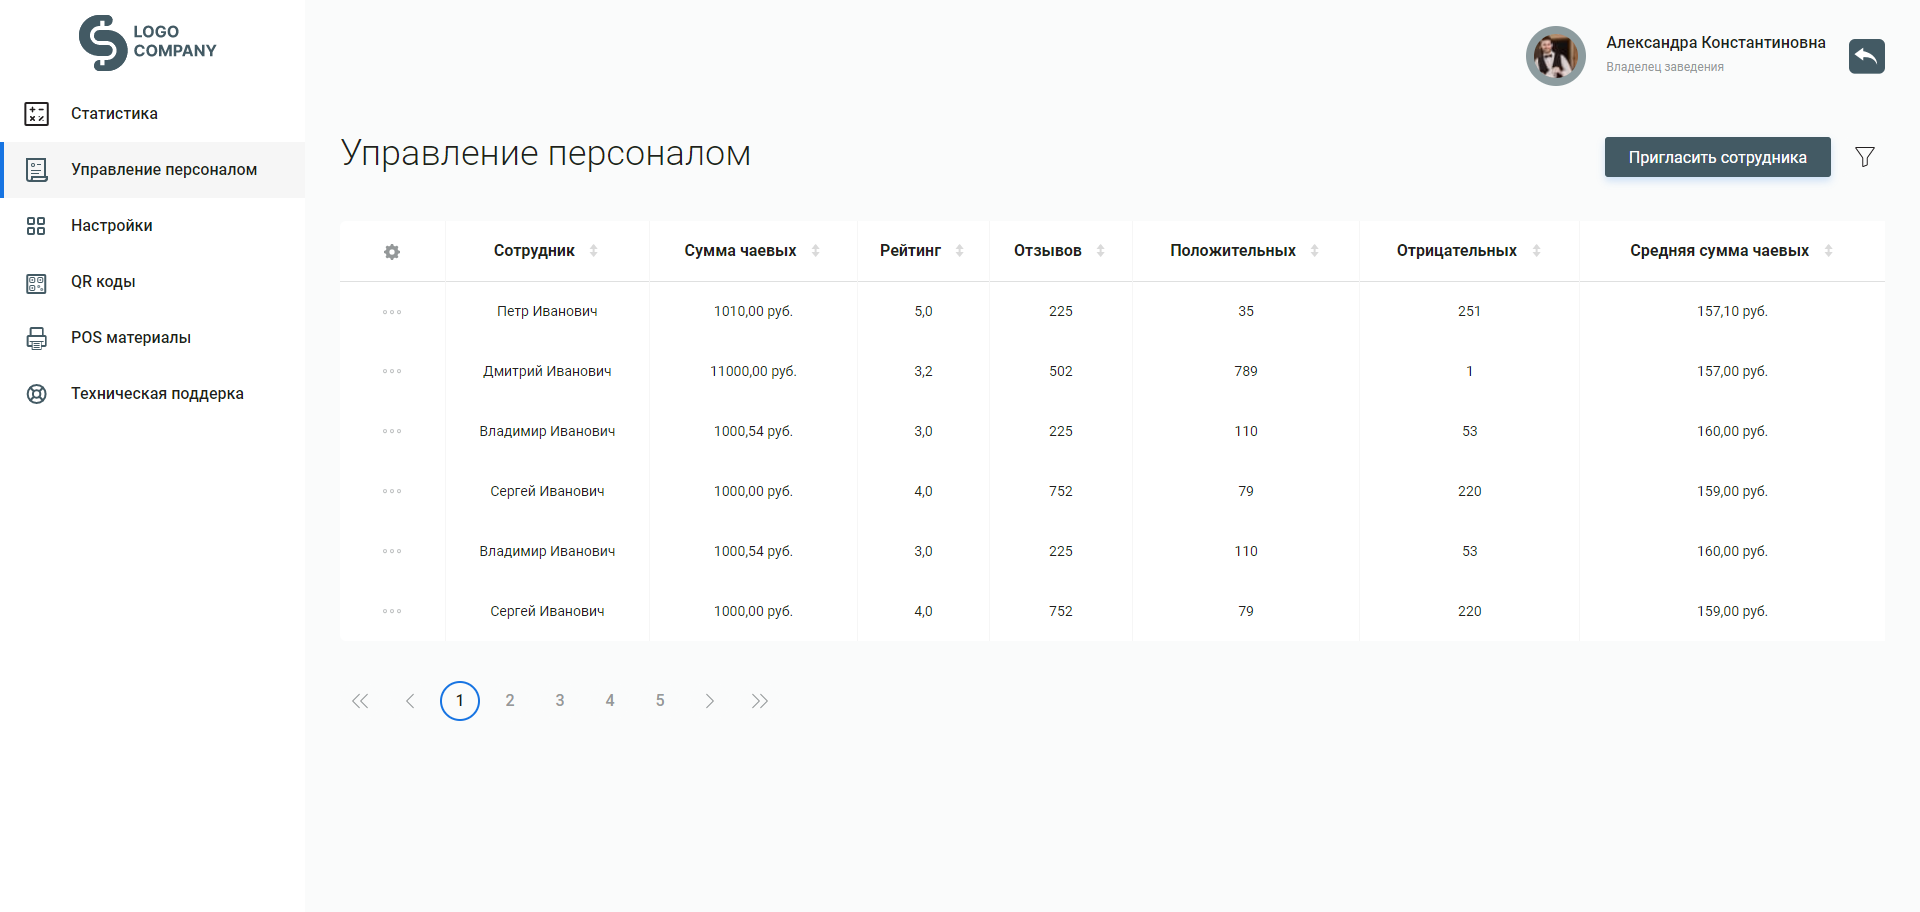 LOGO
COMPANY
Александра Константиновна
Владелец заведения
Статистика
Управление персоналом
Настройки
QR коды
POS материалы
Техническая поддерка
Управление персоналом
Пригласить сотрудника
Сотрудник Сумма чаевых Рейтинг Отзывов Положительных Отрицательных Средняя сумма чаевых
Петр Иванович 1010,00 руб. 5,0 225 35 251 157,10 руб.
Дмитрий Иванович 11000,00 руб. 3,2 502 789 1 157,00 руб.
Владимир Иванович 1000,54 руб. 3,0 225 110 53 160,00 руб.
Сергей Иванович 1000,00 руб. 4,0 752 79 220 159,00 руб.
Владимир Иванович 1000,54 руб. 3,0 225 110 53 160,00 руб.
Сергей Иванович 1000,00 руб. 4,0 752 79 220 159,00 руб.
1 2 3 4 5